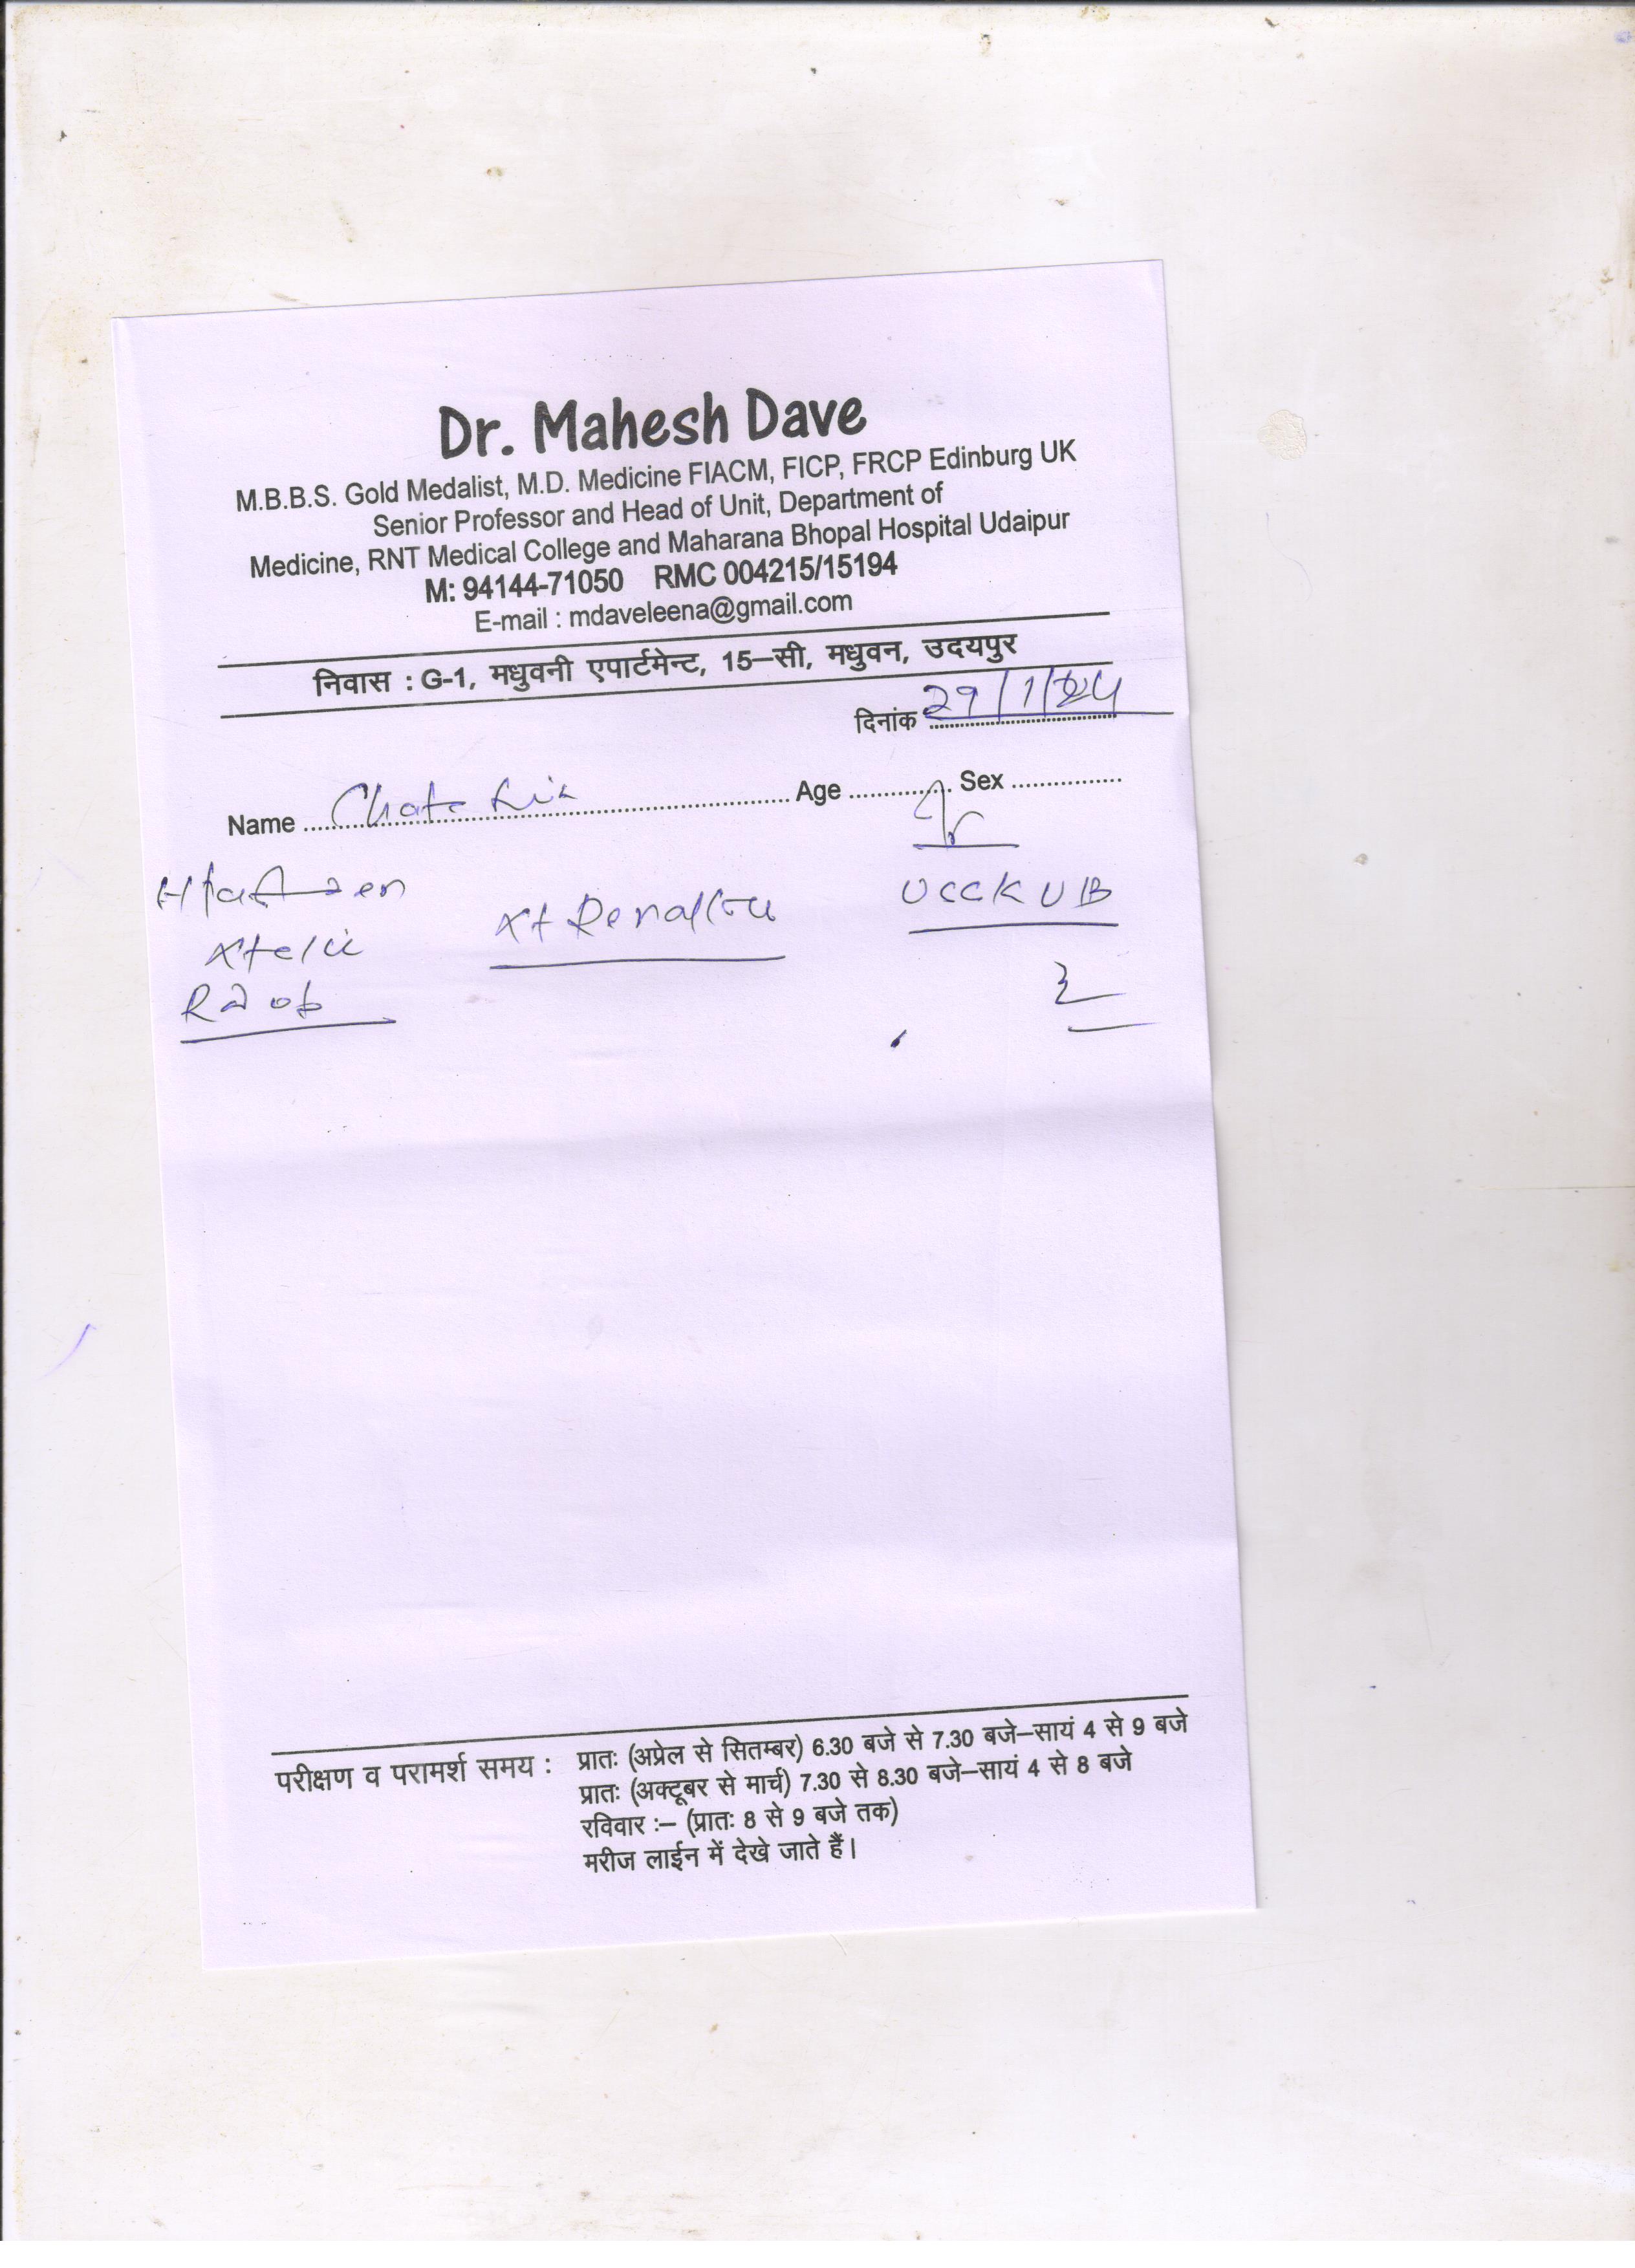 Dr. Mahesh Dave
M.B.B.S. Gold Medalist, M.D. Medicine FIACM, FICP, FRCP Edinburg UK
Senior Professor and Head of Unit, Department of
Medicine, RNT Medical College and Maharana Bhopal Hospital Udaipur
M: 94144-71050 RMC 004215/15194
E-mail : mdaveleena@gmail.com
निवास : G-1, मधुवनी एपार्टमेन्ट, 15–सी, मधुवन, उदयपुर
दिनांक 29/1/24
Name Age Sex
KUB
परीक्षण व परामर्श समय : प्रातः (अप्रेल से सितम्बर) 6.30 बजे से 7.30 बजे–सायं 4 से 9 बजे
प्रातः (अक्टूबर से मार्च) 7.30 से 8.30 बजे–सायं 4 से 8 बजे
रविवार :– (प्रातः 8 से 9 बजे तक)
मरीज लाईन में देखे जाते हैं।